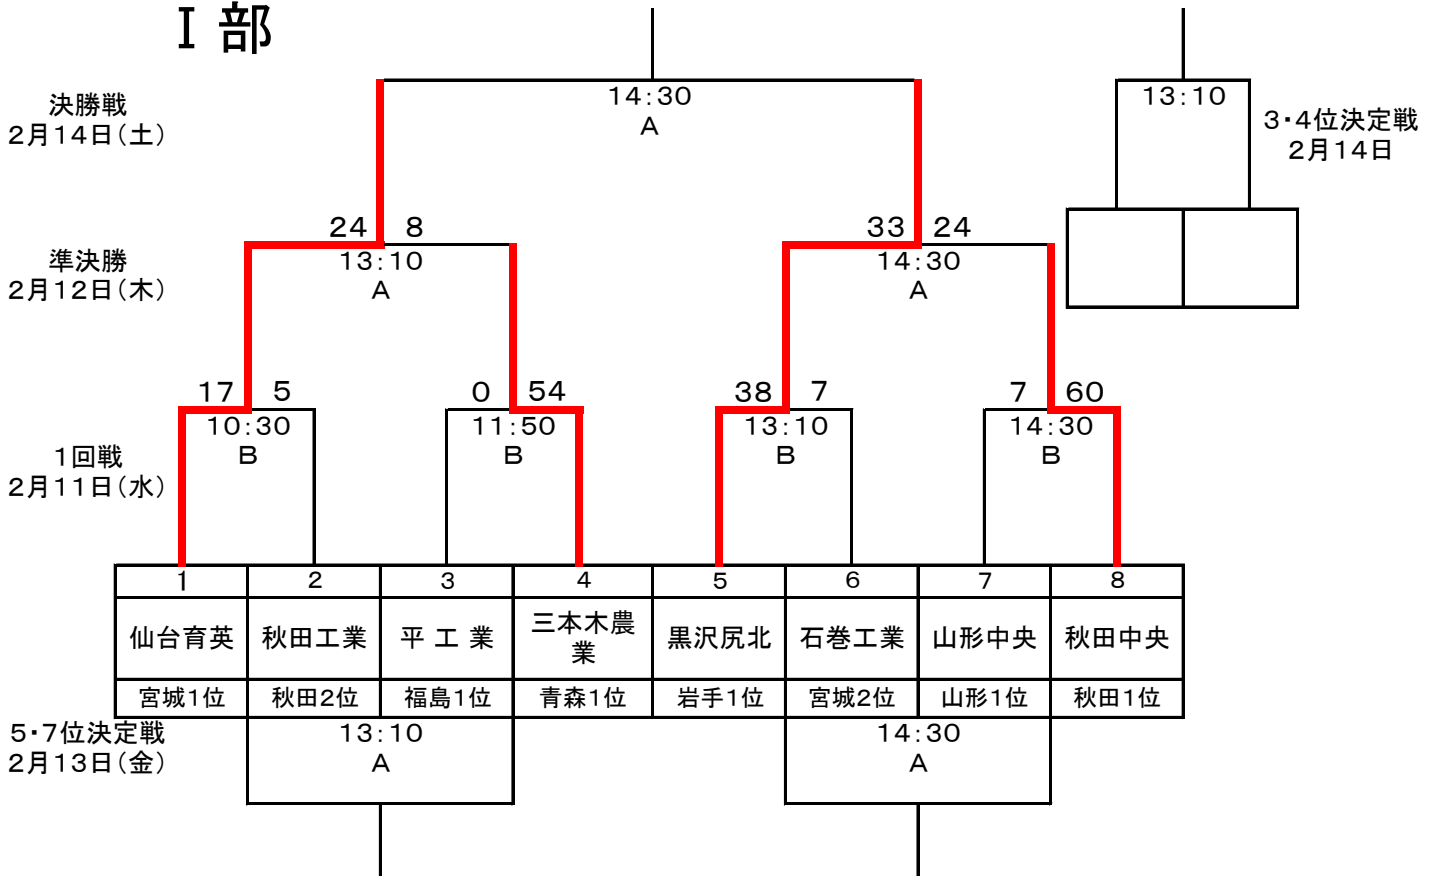 Ⅰ 部
決勝戦
2月14日(土)
14:30
A
13:10
3・4位決定戦
2月14日
24 8
33 24
準決勝
2月12日(木)
13:10
A
14:30
A
17 5
0 54
38 7
7 60
1回戦
2月11日(水)
10:30
B
11:50
B
13:10
B
14:30
B
1 2 3 4 5 6 7 8
仙台育英 秋田工業 平 工 業 三本木農業 黒沢尻北 石巻工業 山形中央 秋田中央
宮城1位 秋田2位 福島1位 青森1位 岩手1位 宮城2位 山形1位 秋田1位
5・7位決定戦
2月13日(金)
13:10
A
14:30
A